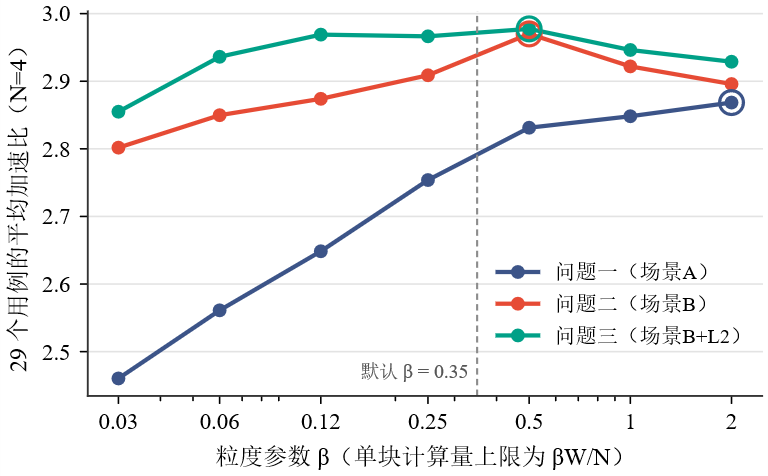 29 个用例的平均加速比（N=4）
3.0
2.9
2.8
2.7
2.6
2.5
问题一（场景A）
问题二（场景B）
问题三（场景B+L2）
默认 β = 0.35
0.03 0.06 0.12 0.25 0.5 1 2
粒度参数 β（单块计算量上限为 βW/N）